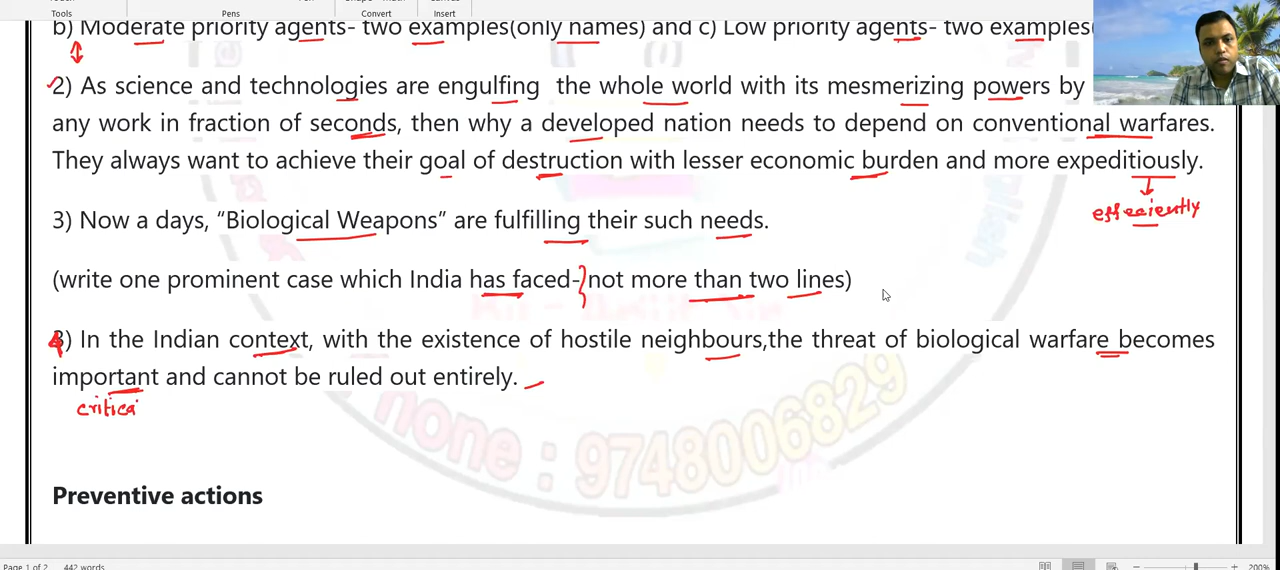 Tools
Pens
Convert
Insert
b) Moderate priority agents- two examples(only names) and c) Low priority agents- two examples(
2) As science and technologies are engulfing the whole world with its mesmerizing powers by
any work in fraction of seconds, then why a developed nation needs to depend on conventional warfares.
They always want to achieve their goal of destruction with lesser economic burden and more expeditiously.
effeciently
3) Now a days, “Biological Weapons” are fulfilling their such needs.
(write one prominent case which India has faced- not more than two lines)
4) In the Indian context, with the existence of hostile neighbours,the threat of biological warfare becomes
important and cannot be ruled out entirely.
critical
none : 9748006829
Preventive actions
Page 1 of 2 442 words
200%